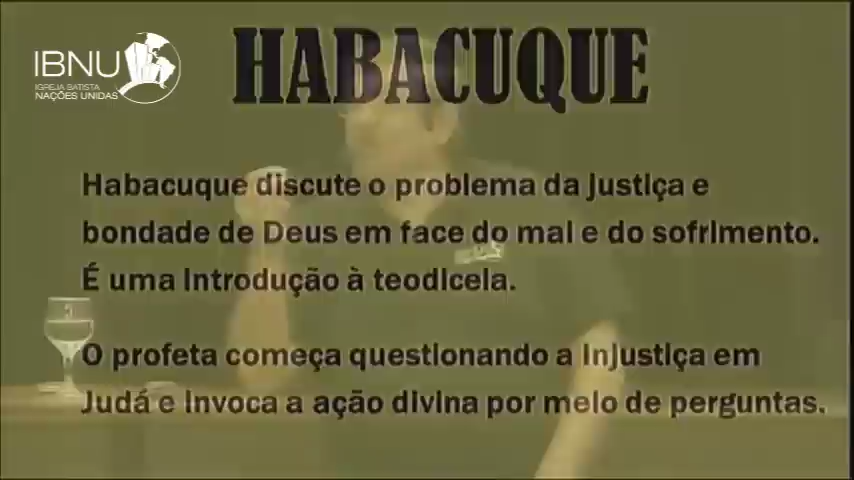 HABACUQUE
IBNU
IGREJA BATISTA
NAÇÕES UNIDAS
Habacuque discute o problema da justiça e
bondade de Deus em face do mal e do sofrimento.
É uma introdução à teodiceia.
O profeta começa questionando a injustiça em
Judá e invoca a ação divina por meio de perguntas.